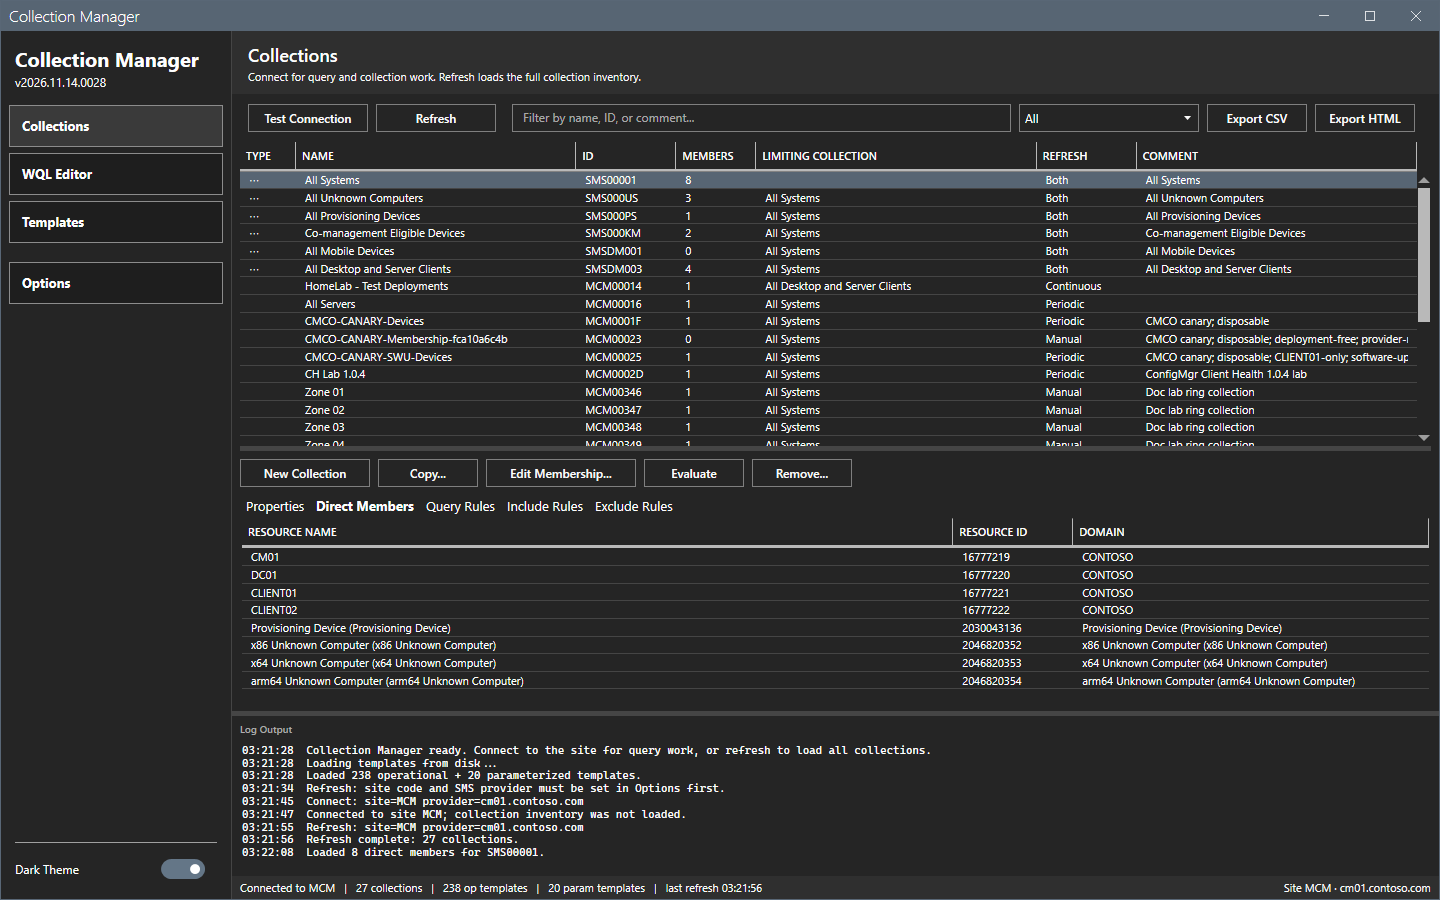 Collection Manager
Collection Manager
v2026.11.14.0028
Collections
WQL Editor
Templates
Options
Dark Theme
Collections
Connect for query and collection work. Refresh loads the full collection inventory.
Test Connection Refresh Filter by name, ID, or comment... All Export CSV Export HTML
TYPE NAME ID MEMBERS LIMITING COLLECTION REFRESH COMMENT
... All Systems SMS00001 8 Both All Systems
... All Unknown Computers SMS000US 3 All Systems Both All Unknown Computers
... All Provisioning Devices SMS000PS 1 All Systems Both All Provisioning Devices
... Co-management Eligible Devices SMS000KM 2 All Systems Both Co-management Eligible Devices
... All Mobile Devices SMSDM001 0 All Systems Both All Mobile Devices
... All Desktop and Server Clients SMSDM003 4 All Systems Both All Desktop and Server Clients
HomeLab - Test Deployments MCM00014 1 All Desktop and Server Clients Continuous
All Servers MCM00016 1 All Systems Periodic
CMCO-CANARY-Devices MCM0001F 1 All Systems Periodic CMCO canary; disposable
CMCO-CANARY-Membership-fca10a6c4b MCM00023 0 All Systems Manual CMCO canary; disposable; deployment-free; provider-
CMCO-CANARY-SWU-Devices MCM00025 1 All Systems Periodic CMCO canary; disposable; CLIENT01-only; software-up
CH Lab 1.0.4 MCM0002D 1 All Systems Periodic ConfigMgr Client Health 1.0.4 lab
Zone 01 MCM00346 1 All Systems Manual Doc lab ring collection
Zone 02 MCM00347 1 All Systems Manual Doc lab ring collection
Zone 03 MCM00348 1 All Systems Manual Doc lab ring collection
Zone 04 MCM00349 1 All Systems Manual Doc lab ring collection
New Collection Copy... Edit Membership... Evaluate Remove...
Properties Direct Members Query Rules Include Rules Exclude Rules
RESOURCE NAME RESOURCE ID DOMAIN
CM01 16777219 CONTOSO
DC01 16777220 CONTOSO
CLIENT01 16777221 CONTOSO
CLIENT02 16777222 CONTOSO
Provisioning Device (Provisioning Device) 2030043136 Provisioning Device (Provisioning Device)
x86 Unknown Computer (x86 Unknown Computer) 2046820352 x86 Unknown Computer (x86 Unknown Computer)
x64 Unknown Computer (x64 Unknown Computer) 2046820353 x64 Unknown Computer (x64 Unknown Computer)
arm64 Unknown Computer (arm64 Unknown Computer) 2046820354 arm64 Unknown Computer (arm64 Unknown Computer)
Log Output
03:21:28 Collection Manager ready. Connect to the site for query work, or refresh to load all collections.
03:21:28 Loading templates from disk...
03:21:28 Loaded 238 operational + 20 parameterized templates.
03:21:34 Refresh: site code and SMS provider must be set in Options first.
03:21:45 Connect: site=MCM provider=cm01.contoso.com
03:21:47 Connected to site MCM; collection inventory was not loaded.
03:21:55 Refresh: site=MCM provider=cm01.contoso.com
03:21:56 Refresh complete: 27 collections.
03:22:08 Loaded 8 direct members for SMS00001.
Connected to MCM | 27 collections | 238 op templates | 20 param templates | last refresh 03:21:56 Site MCM · cm01.contoso.com